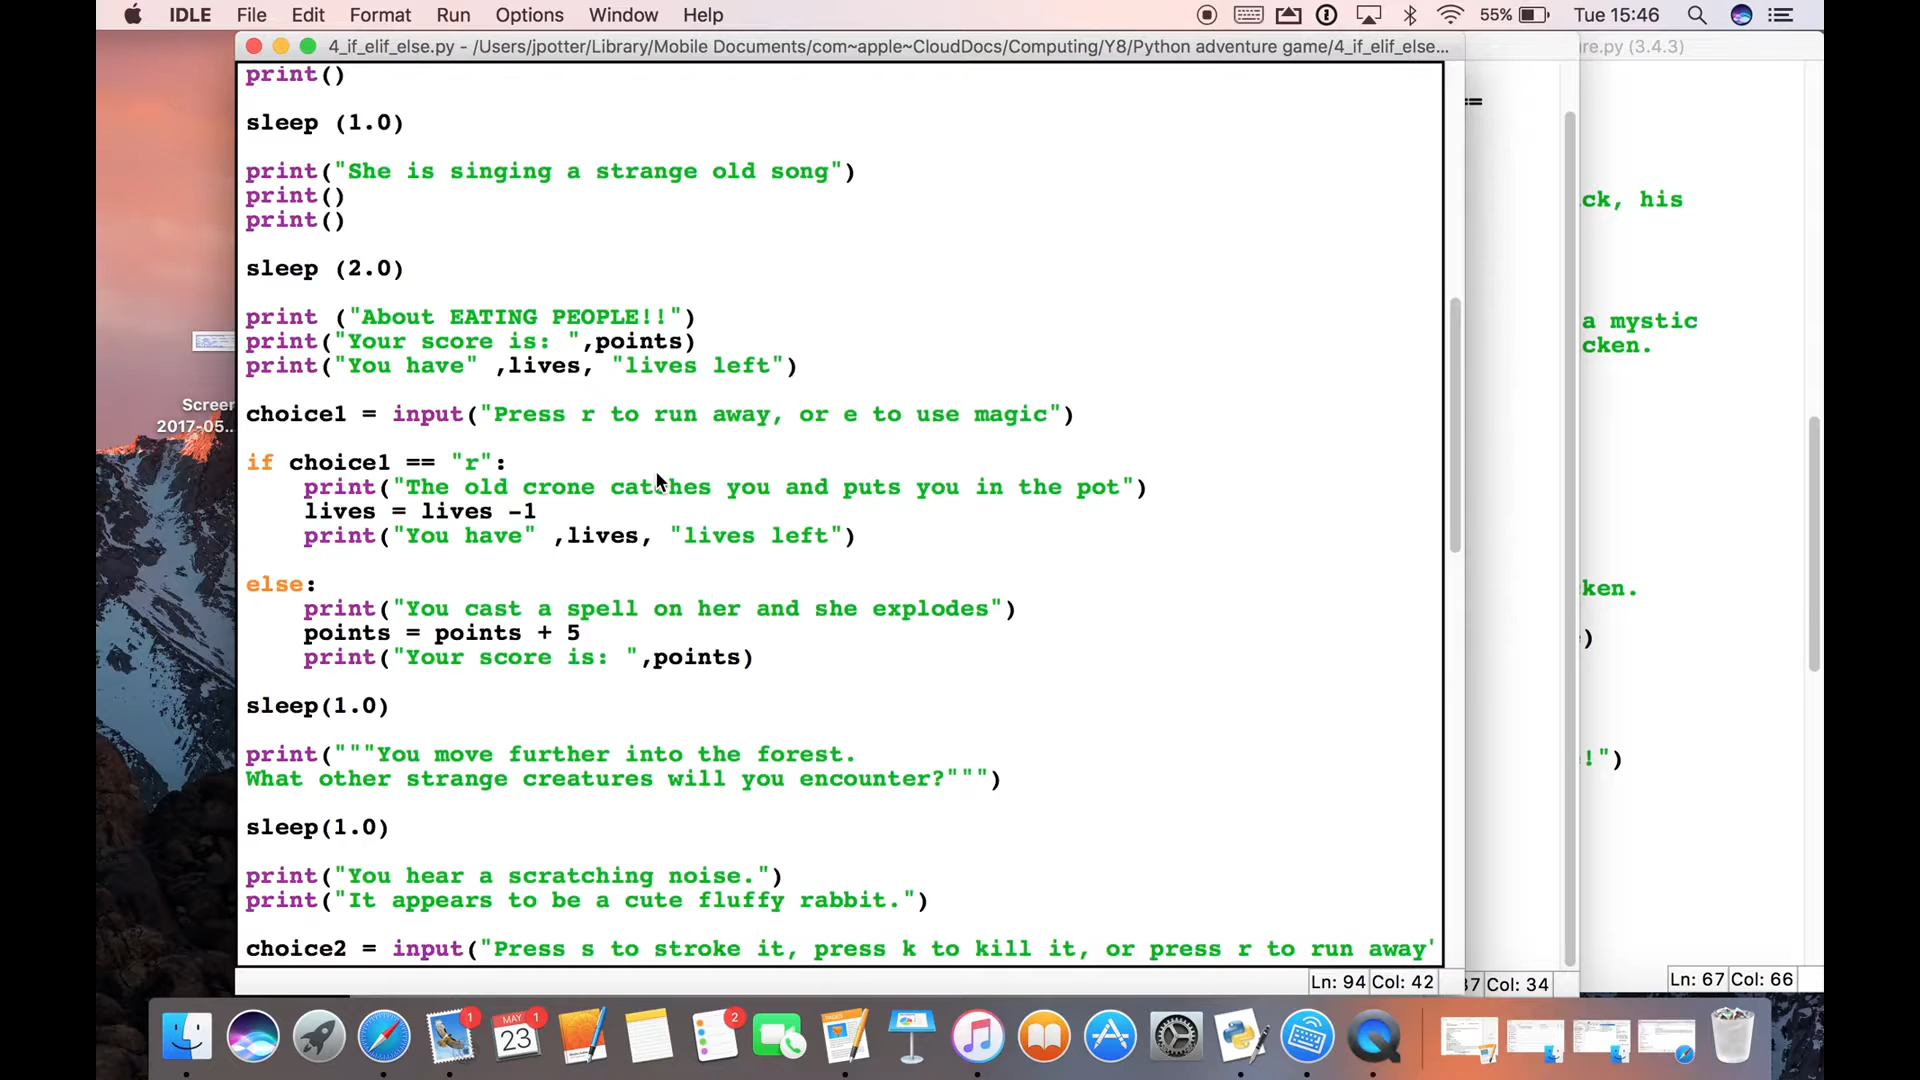 IDLE File Edit Format Run Options Window Help 55% Tue 15:46
4_if_elif_else.py - /Users/jpotter/Library/Mobile Documents/com~apple~CloudDocs/Computing/Y8/Python adventure game/4_if_elif_else...
re.py (3.4.3)
print()
==
sleep (1.0)
print("She is singing a strange old song")
print()
ck, his
print()
sleep (2.0)
print ("About EATING PEOPLE!!")
a mystic
print("Your score is: ",points)
cken.
print("You have" ,lives, "lives left")
Screen
2017-05...
choice1 = input("Press r to run away, or e to use magic")
if choice1 == "r":
print("The old crone catches you and puts you in the pot")
lives = lives -1
print("You have" ,lives, "lives left")
else:
ken.
print("You cast a spell on her and she explodes")
points = points + 5
)
print("Your score is: ",points)
sleep(1.0)
print("""You move further into the forest.
!")
What other strange creatures will you encounter?""")
sleep(1.0)
print("You hear a scratching noise.")
print("It appears to be a cute fluffy rabbit.")
choice2 = input("Press s to stroke it, press k to kill it, or press r to run away'
Ln: 94 Col: 42
37 Col: 34
Ln: 67 Col: 66
1
MAY
23
1
2